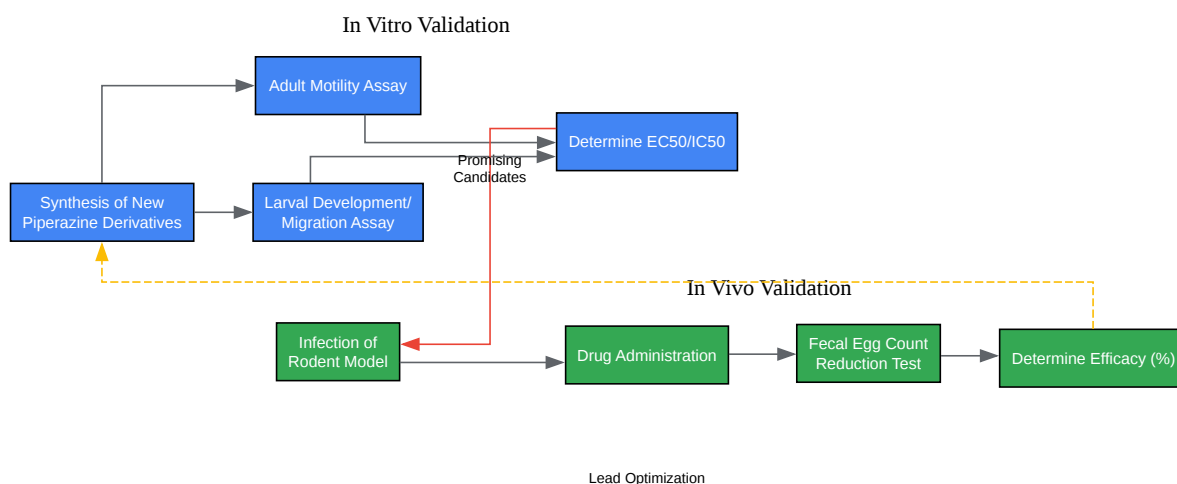 In Vitro Validation
Adult Motility Assay
Determine EC50/IC50
Promising
Candidates
Synthesis of New
Piperazine Derivatives
Larval Development/
Migration Assay
In Vivo Validation
Infection of
Rodent Model
Drug Administration
Fecal Egg Count
Reduction Test
Determine Efficacy (%)
Lead Optimization